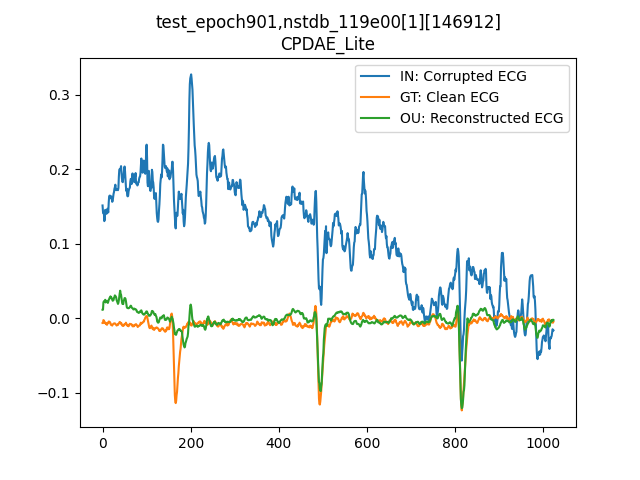 test_epoch901,nstdb_119e00[1][146912]
CPDAE_Lite
IN: Corrupted ECG
GT: Clean ECG
OU: Reconstructed ECG
0.3
0.2
0.1
0.0
−0.1
0 200 400 600 800 1000